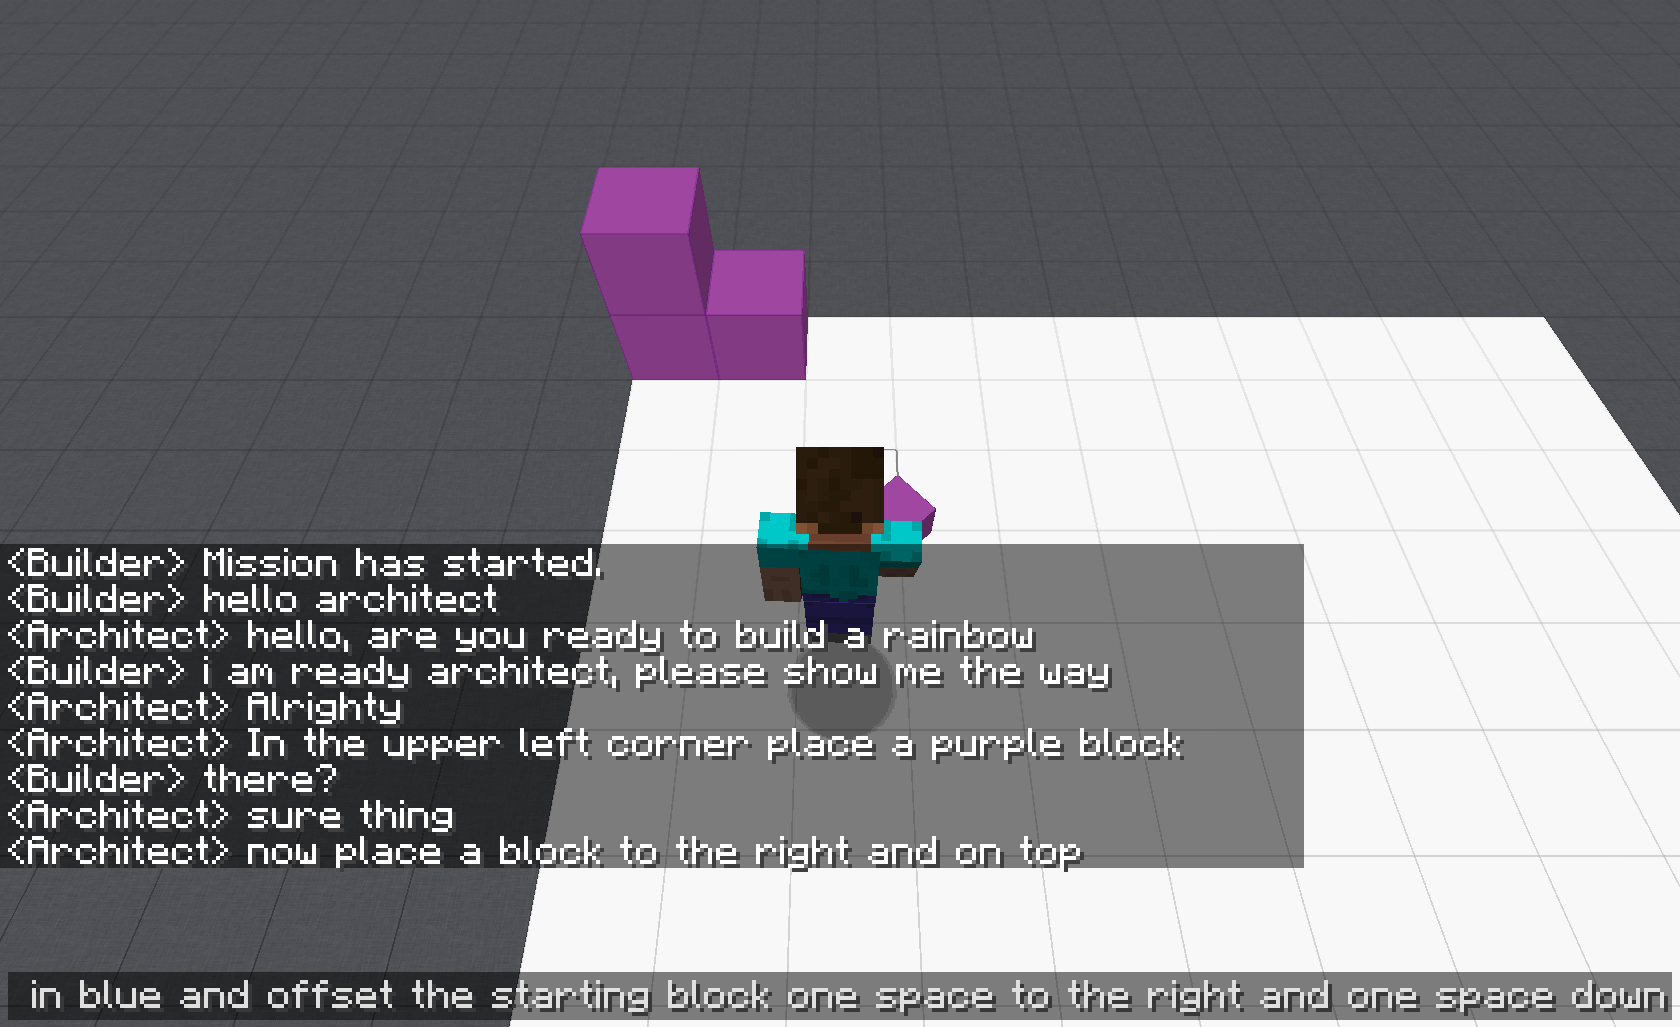 <Builder> Mission has started.
<Builder> hello architect
<Architect> hello, are you ready to build a rainbow
<Builder> i am ready architect, please show me the way
<Architect> Alrighty
<Architect> In the upper left corner place a purple block
<Builder> there?
<Architect> sure thing
<Architect> now place a block to the right and on top
in blue and offset the starting block one space to the right and one space down